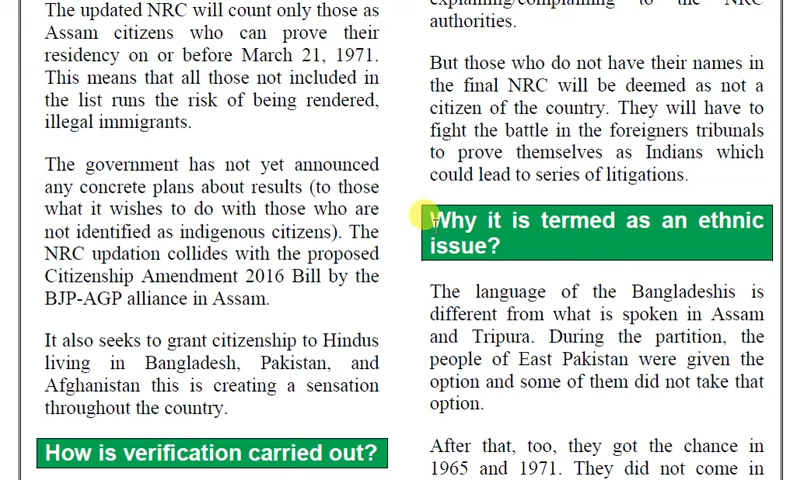 The updated NRC will count only those as
Assam citizens who can prove their
residency on or before March 21, 1971.
This means that all those not included in
the list runs the risk of being rendered,
illegal immigrants.
The government has not yet announced
any concrete plans about results (to those
what it wishes to do with those who are
not identified as indigenous citizens). The
NRC updation collides with the proposed
Citizenship Amendment 2016 Bill by the
BJP-AGP alliance in Assam.
It also seeks to grant citizenship to Hindus
living in Bangladesh, Pakistan, and
Afghanistan this is creating a sensation
throughout the country.
How is verification carried out?
explaining/complaining to the NRC
authorities.
But those who do not have their names in
the final NRC will be deemed as not a
citizen of the country. They will have to
fight the battle in the foreigners tribunals
to prove themselves as Indians which
could lead to series of litigations.
Why it is termed as an ethnic
issue?
The language of the Bangladeshis is
different from what is spoken in Assam
and Tripura. During the partition, the
people of East Pakistan were given the
option and some of them did not take that
option.
After that, too, they got the chance in
1965 and 1971. They did not come in